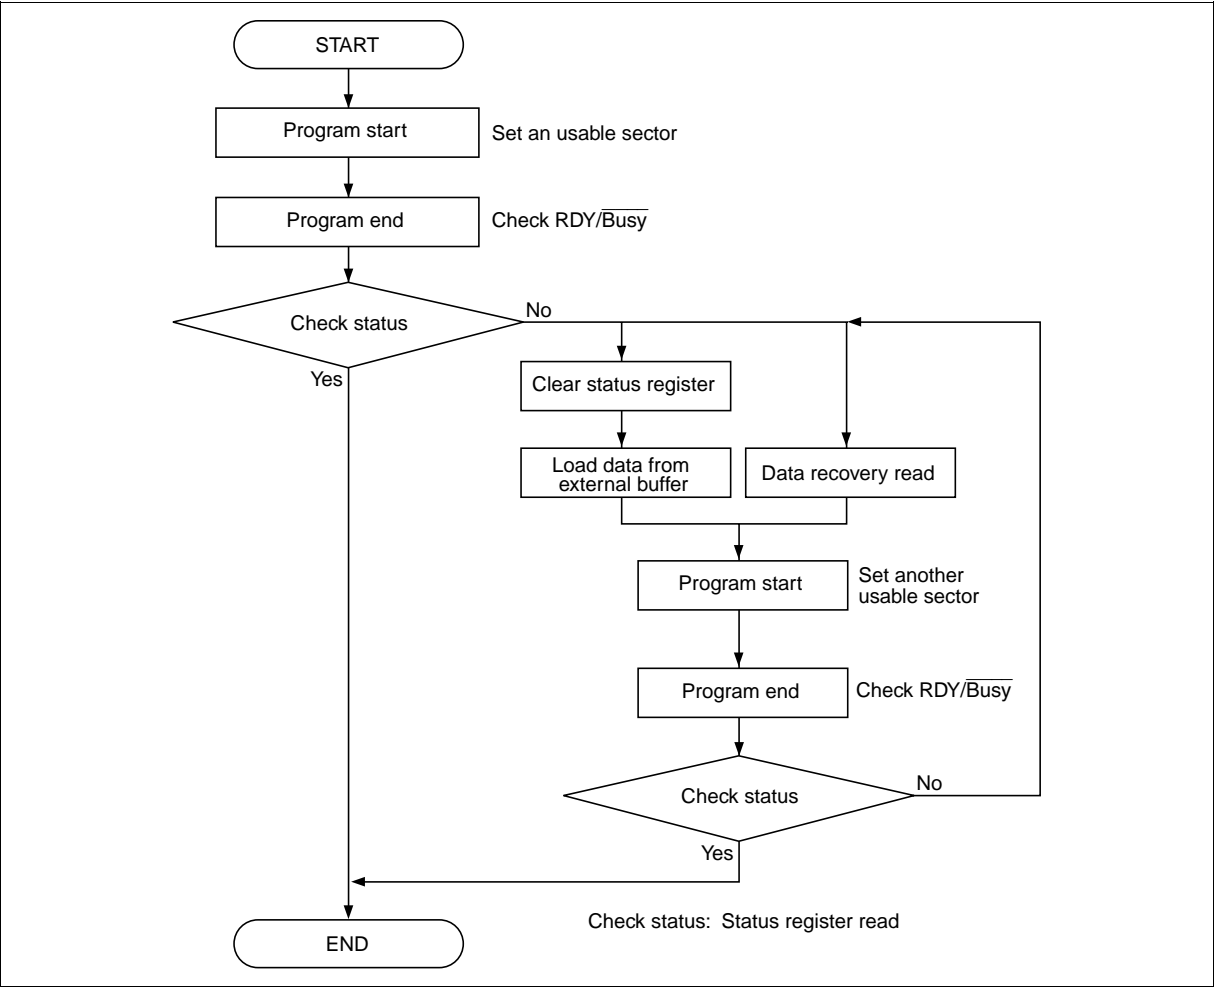 START
Program start
Set an usable sector
Program end
Check RDY/B̅u̅s̅y̅
Check status
No
Yes
Clear status register
Load data from
external buffer
Data recovery read
Program start
Set another
usable sector
Program end
Check RDY/B̅u̅s̅y̅
Check status
No
Yes
Check status: Status register read
END